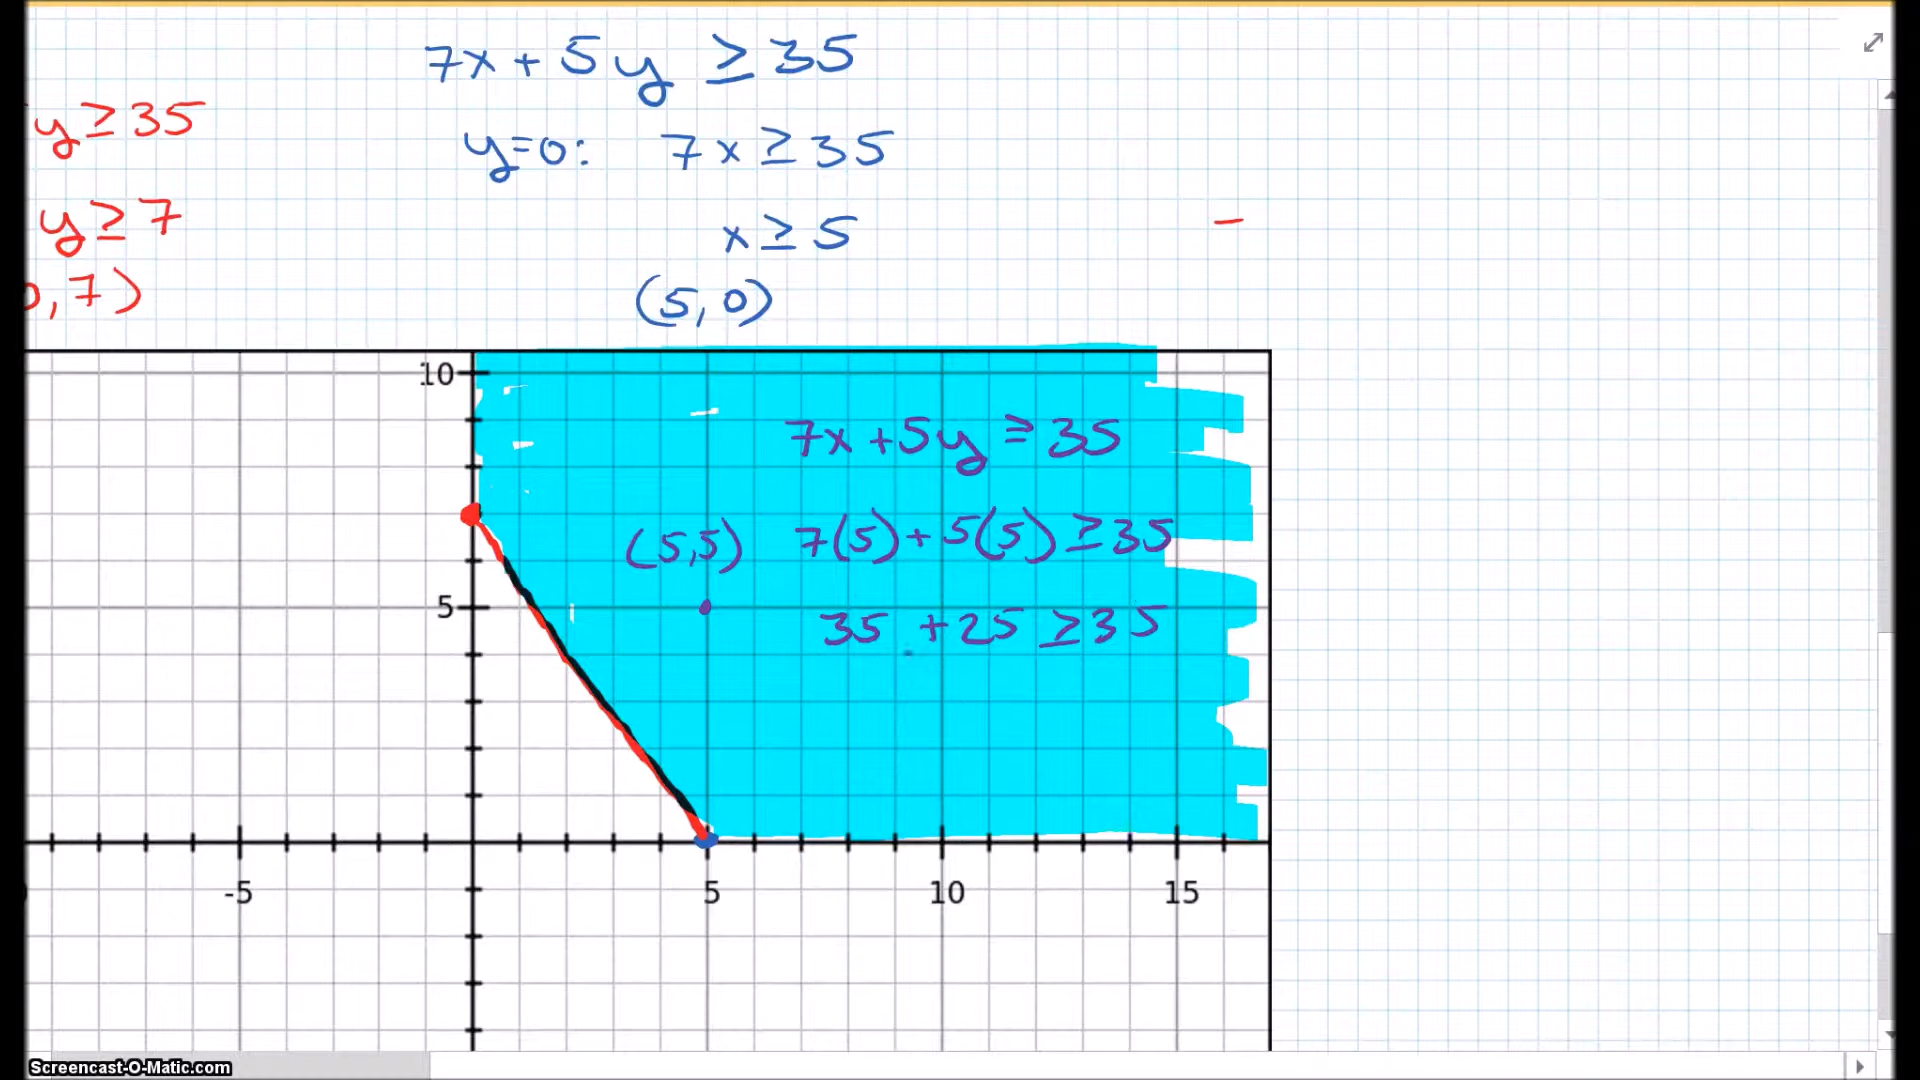 7x + 5y ≥ 35
y ≥ 35
y=0: 7x ≥ 35
y ≥ 7
x ≥ 5
,7)
(5,0)
10
7x + 5y ≥ 35
(5,5) 7(5) + 5(5) ≥ 35
5
35 + 25 ≥ 35
-5 5 10 15
Screencast-O-Matic.com